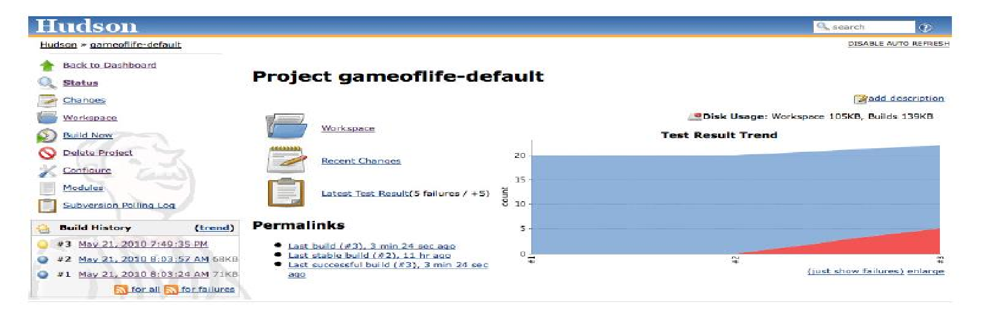 Hudson
search
Hudson » gameoflife-default
DISABLE AUTO REFRESH
Back to Dashboard
Status
Changes
Workspace
Build Now
Delete Project
Configure
Modules
Subversion Polling Log
Build History (trend)
#3 May 21, 2010 7:49:35 PM
#2 May 21, 2010 8:03:57 AM 68KB
#1 May 21, 2010 8:03:24 AM 71KB
for all for failures
Project gameoflife-default
add description
Disk Usage: Workspace 105KB, Builds 139KB
Workspace
Recent Changes
Latest Test Result(5 failures / +5)
Permalinks
Last build (#3), 3 min 24 sec ago
Last stable build (#2), 11 hr ago
Last successful build (#3), 3 min 24 sec
ago
Test Result Trend
count
20
15
10
5
0
#1
#2
#3
(just show failures) enlarge